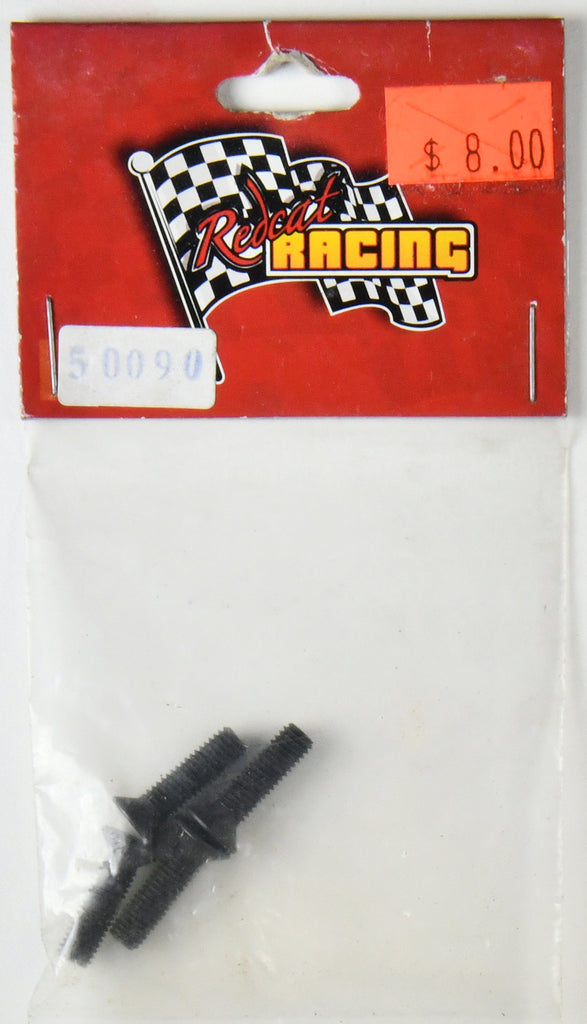 $ 8.00
Redcat
RACING
50090